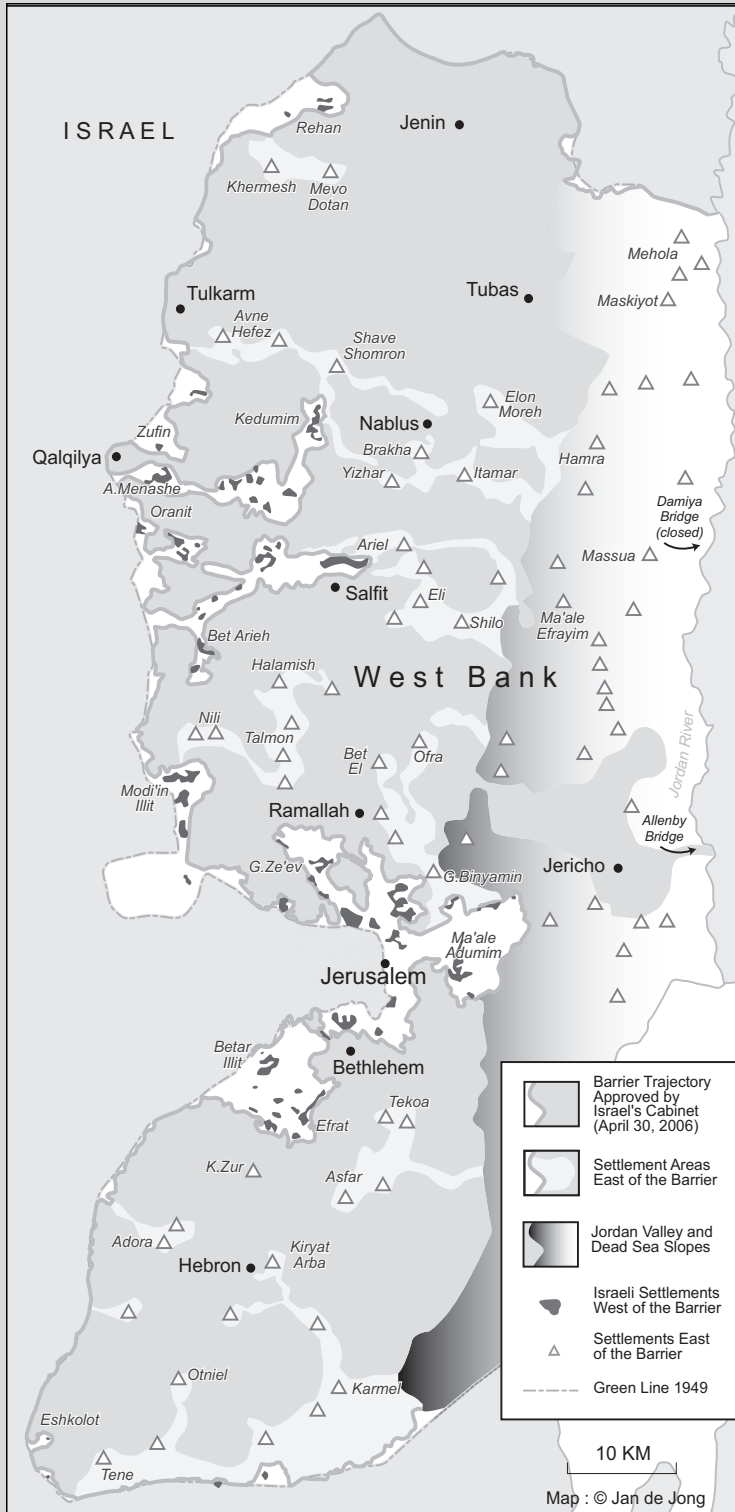 ISRAEL
Rehan
Jenin
Khermesh
Mevo
Dotan
Mehola
Maskiyot
Tubas
Tulkarm
Avne
Hefez
Shave
Shomron
Elon
Moreh
Kedumim
Nablus
Zufin
Qalqilya
Brakha
Hamra
A.Menashe
Yizhar
Itamar
Oranit
Damiya
Bridge
(closed)
Ariel
Massua
Salfit
Eli
Shilo
Ma'ale
Efrayim
Bet Arieh
Halamish
West Bank
Nili
Talmon
Bet
El
Ofra
Jordan River
Modi'in
Illit
Ramallah
Allenby
Bridge
G.Ze'ev
G.Binyamin
Jericho
Ma'ale
Adumim
Jerusalem
Betar
Illit
Bethlehem
Tekoa
Efrat
K.Zur
Asfar
Adora
Hebron
Kiryat
Arba
Otniel
Karmel
Eshkolot
Tene
Barrier Trajectory
Approved by
Israel's Cabinet
(April 30, 2006)
Settlement Areas
East of the Barrier
Jordan Valley and
Dead Sea Slopes
Israeli Settlements
West of the Barrier
Settlements East
of the Barrier
Green Line 1949
10 KM
Map : © Jan de Jong